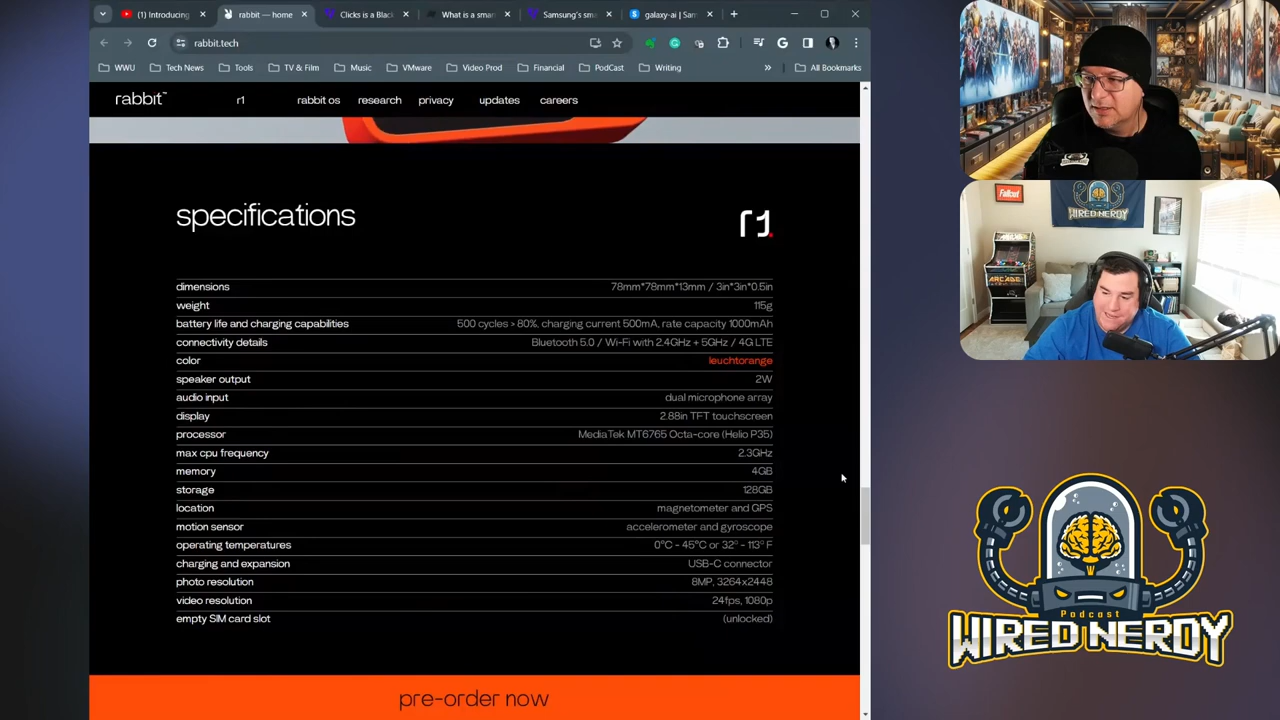 (1) Introducing
rabbit — home
Clicks is a Black
What is a smar
Samsung's sma
galaxy-ai | Sam
rabbit.tech
WWU
Tech News
Tools
TV & Film
Music
VMware
Video Prod
Financial
PodCast
Writing
»
All Bookmarks
rabbit™
r1
rabbit os
research
privacy
updates
careers
specifications
r1
dimensions 78mm*78mm*13mm / 3in*3in*0.5in
weight 115g
battery life and charging capabilities 500 cycles > 80%, charging current 500mA, rate capacity 1000mAh
connectivity details Bluetooth 5.0 / Wi-Fi with 2.4GHz + 5GHz / 4G LTE
color leuchtorange
speaker output 2W
audio input dual microphone array
display 2.88in TFT touchscreen
processor MediaTek MT6765 Octa-core (Helio P35)
max cpu frequency 2.3GHz
memory 4GB
storage 128GB
location magnetometer and GPS
motion sensor accelerometer and gyroscope
operating temperatures 0°C - 45°C or 32° - 113° F
charging and expansion USB-C connector
photo resolution 8MP, 3264x2448
video resolution 24fps, 1080p
empty SIM card slot (unlocked)
pre-order now
Fallout
WIRED NERDY
ARCADE
Podcast
WIRED NERDY